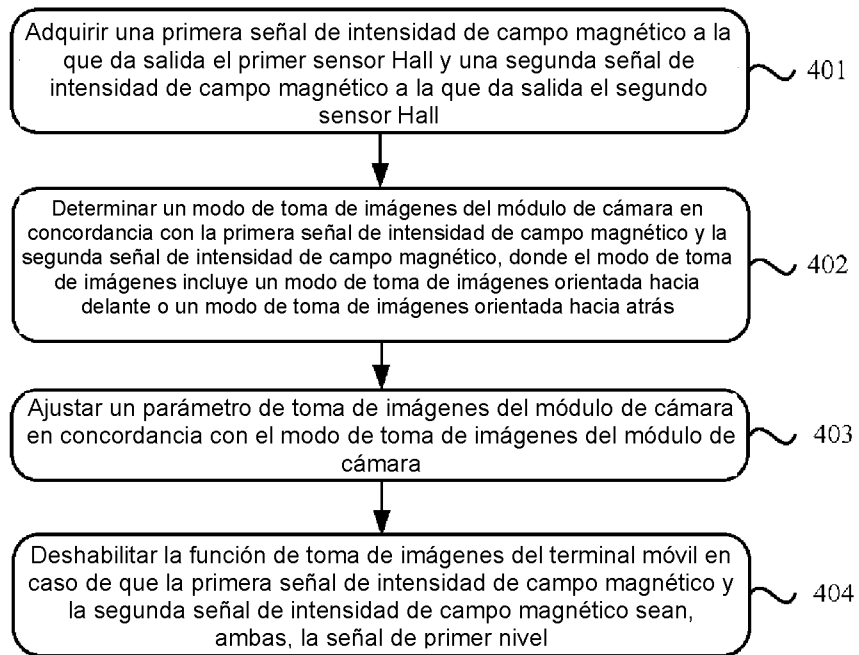 Adquirir una primera señal de intensidad de campo magnético a la
que da salida el primer sensor Hall y una segunda señal de
intensidad de campo magnético a la que da salida el segundo
sensor Hall
401
Determinar un modo de toma de imágenes del módulo de cámara en
concordancia con la primera señal de intensidad de campo magnético y la
segunda señal de intensidad de campo magnético, donde el modo de toma
de imágenes incluye un modo de toma de imágenes orientada hacia
delante o un modo de toma de imágenes orientada hacia atrás
402
Ajustar un parámetro de toma de imágenes del módulo de cámara
en concordancia con el modo de toma de imágenes del módulo de
cámara
403
Deshabilitar la función de toma de imágenes del terminal móvil en
caso de que la primera señal de intensidad de campo magnético y
la segunda señal de intensidad de campo magnético sean,
ambas, la señal de primer nivel
404